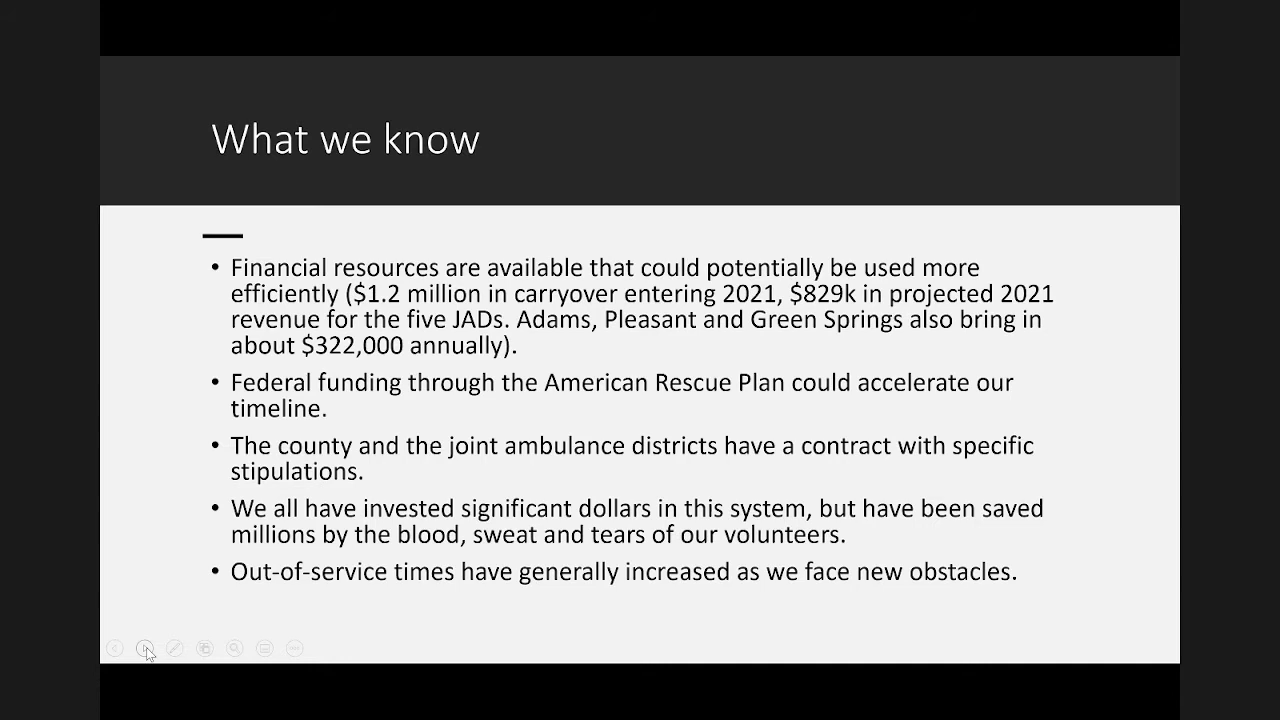 What we know
• Financial resources are available that could potentially be used more
efficiently ($1.2 million in carryover entering 2021, $829k in projected 2021
revenue for the five JADs. Adams, Pleasant and Green Springs also bring in
about $322,000 annually).
• Federal funding through the American Rescue Plan could accelerate our
timeline.
• The county and the joint ambulance districts have a contract with specific
stipulations.
• We all have invested significant dollars in this system, but have been saved
millions by the blood, sweat and tears of our volunteers.
• Out-of-service times have generally increased as we face new obstacles.